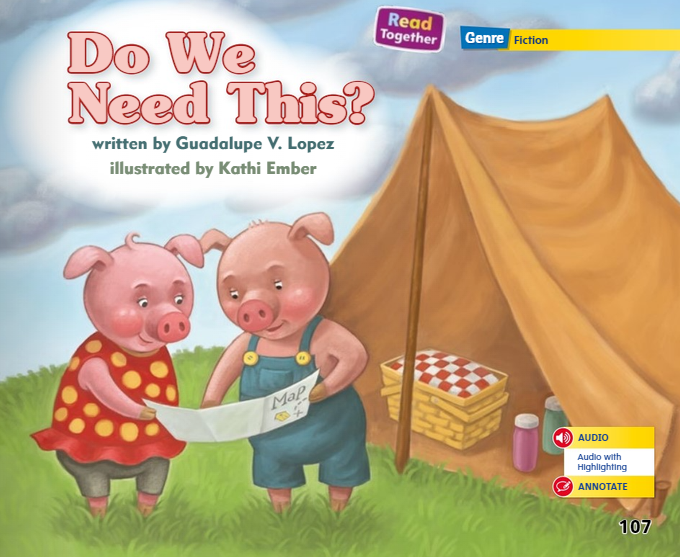 Read
Together
Genre Fiction
Do We
Need This?
written by Guadalupe V. Lopez
illustrated by Kathi Ember
Map
AUDIO
Audio with
Highlighting
ANNOTATE
107